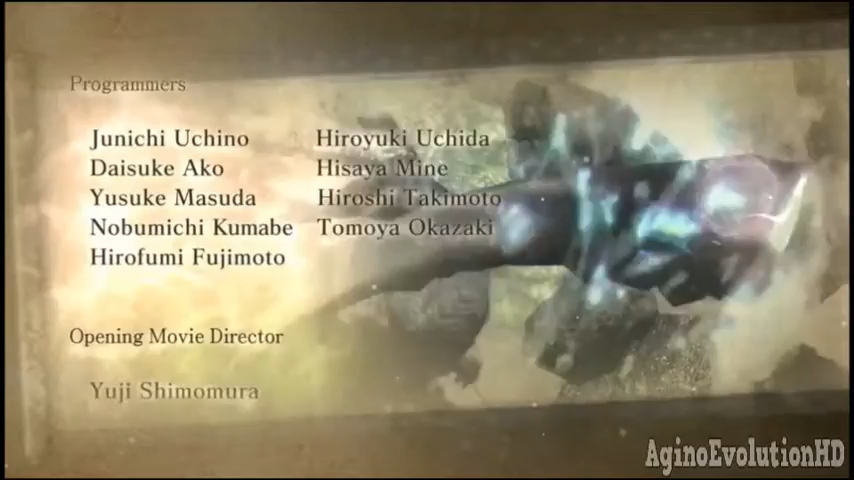 Programmers
Junichi Uchino
Daisuke Ako
Yusuke Masuda
Nobumichi Kumabe
Hirofumi Fujimoto
Hiroyuki Uchida
Hisaya Mine
Hiroshi Takimoto
Tomoya Okazaki
Opening Movie Director
Yuji Shimomura
AginoEvolutionHD